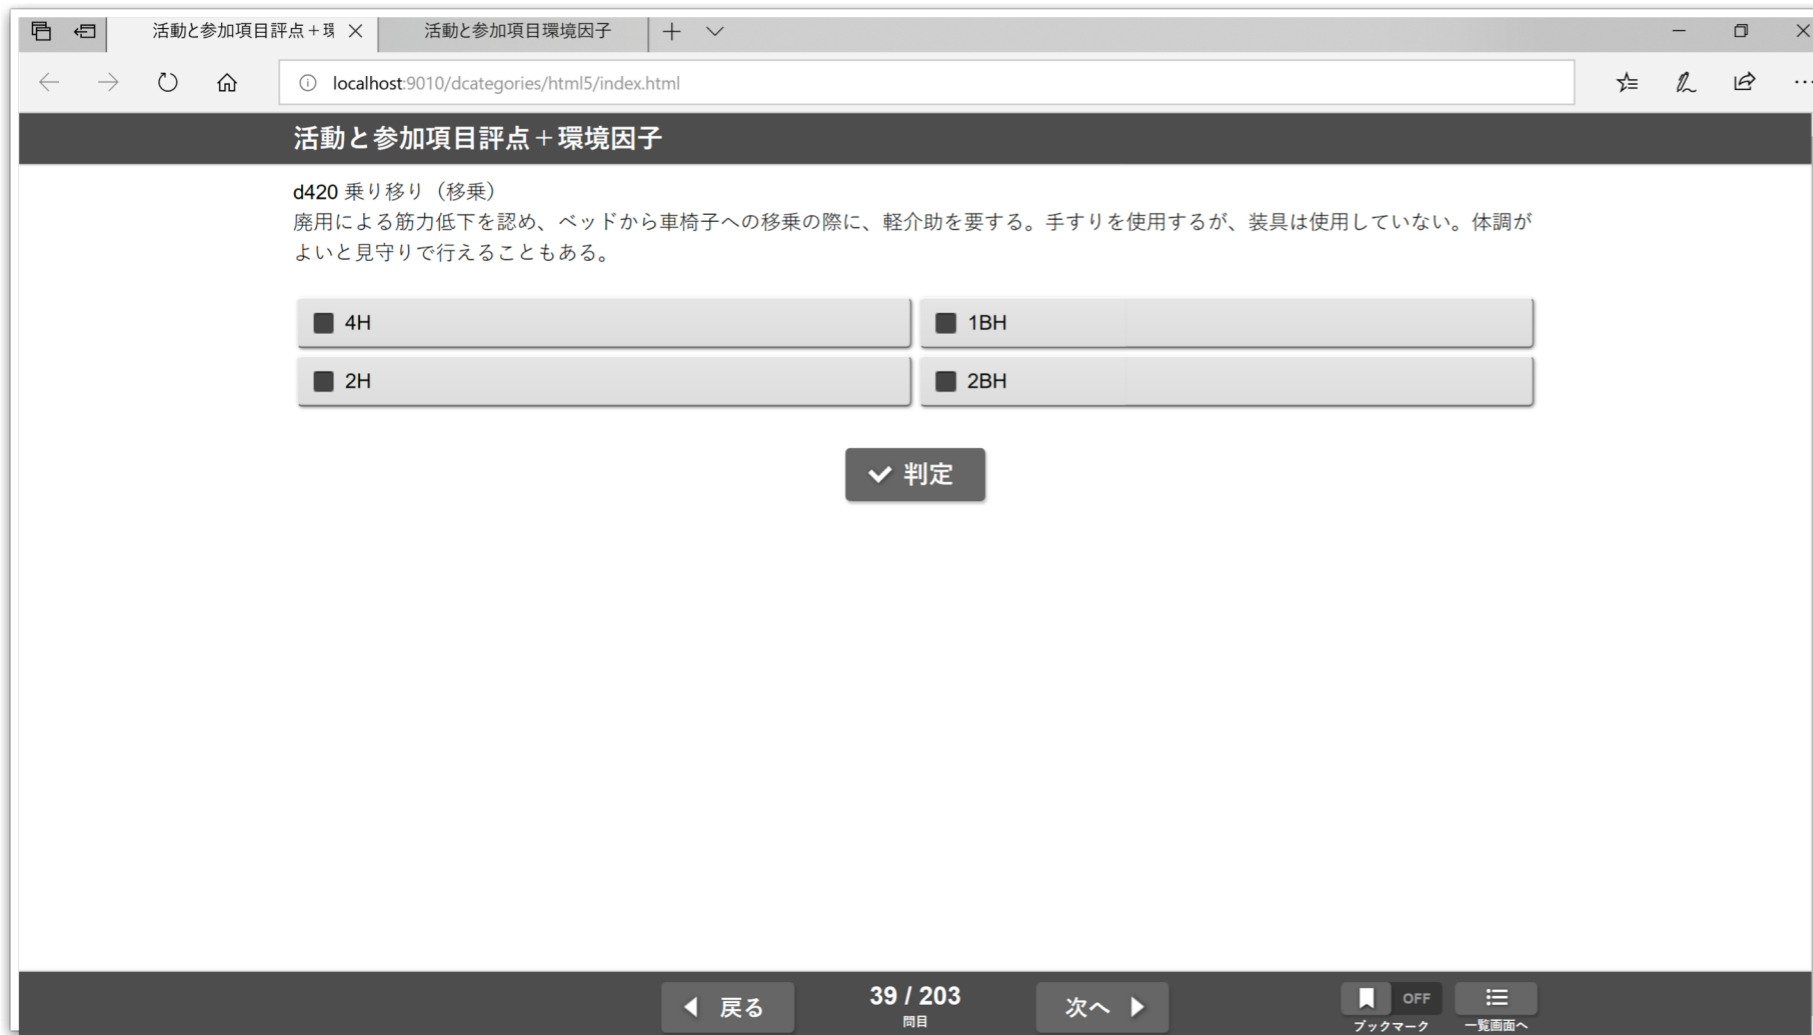 活動と参加項目評点＋環
活動と参加項目環境因子
localhost:9010/dcategories/html5/index.html
活動と参加項目評点＋環境因子
d420 乗り移り（移乗）
廃用による筋力低下を認め、ベッドから車椅子への移乗の際に、軽介助を要する。手すりを使用するが、装具は使用していない。体調が
よいと見守りで行えることもある。
4H
1BH
2H
2BH
判定
戻る
39 / 203
問目
次へ
OFF
ブックマーク
一覧画面へ